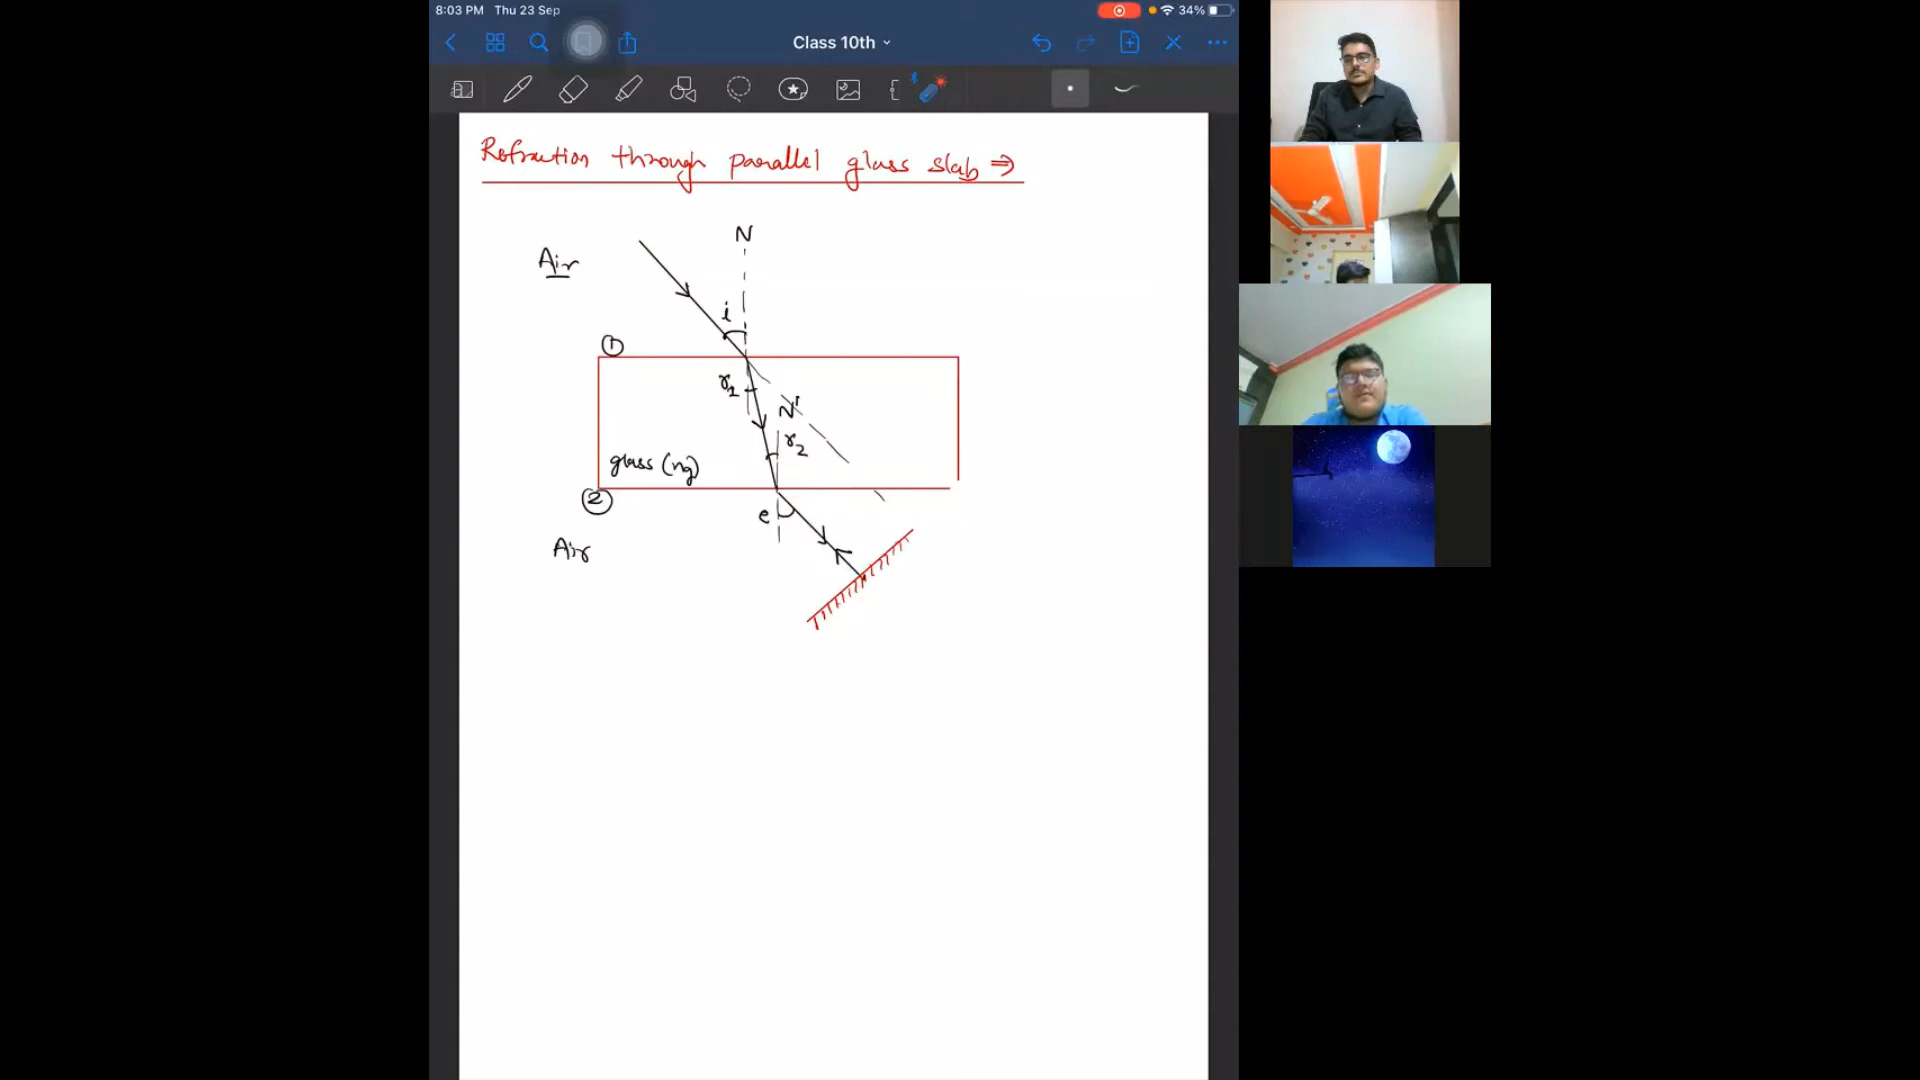 8:03 PM Thu 23 Sep
34%
Class 10th
Refraction through parallel glass slab ⇒
N
Air
i
①
r1
N'
r2
glass (ng)
②
e
Air